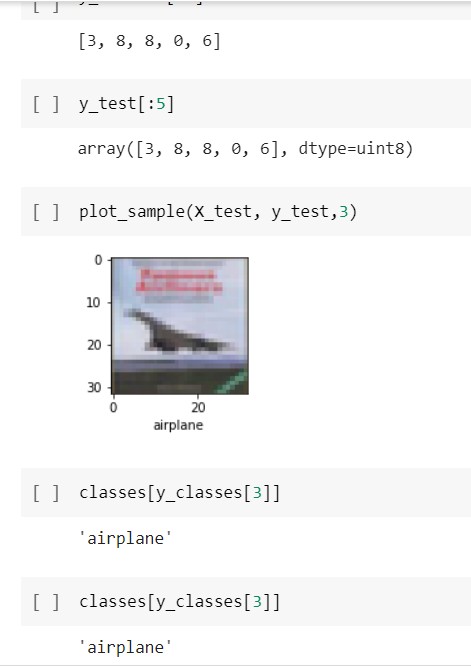 [3, 8, 8, 0, 6]
[ ] y_test[:5]
array([3, 8, 8, 0, 6], dtype=uint8)
[ ] plot_sample(X_test, y_test,3)
0
10
20
30
0 20
airplane
[ ] classes[y_classes[3]]
'airplane'
[ ] classes[y_classes[3]]
'airplane'